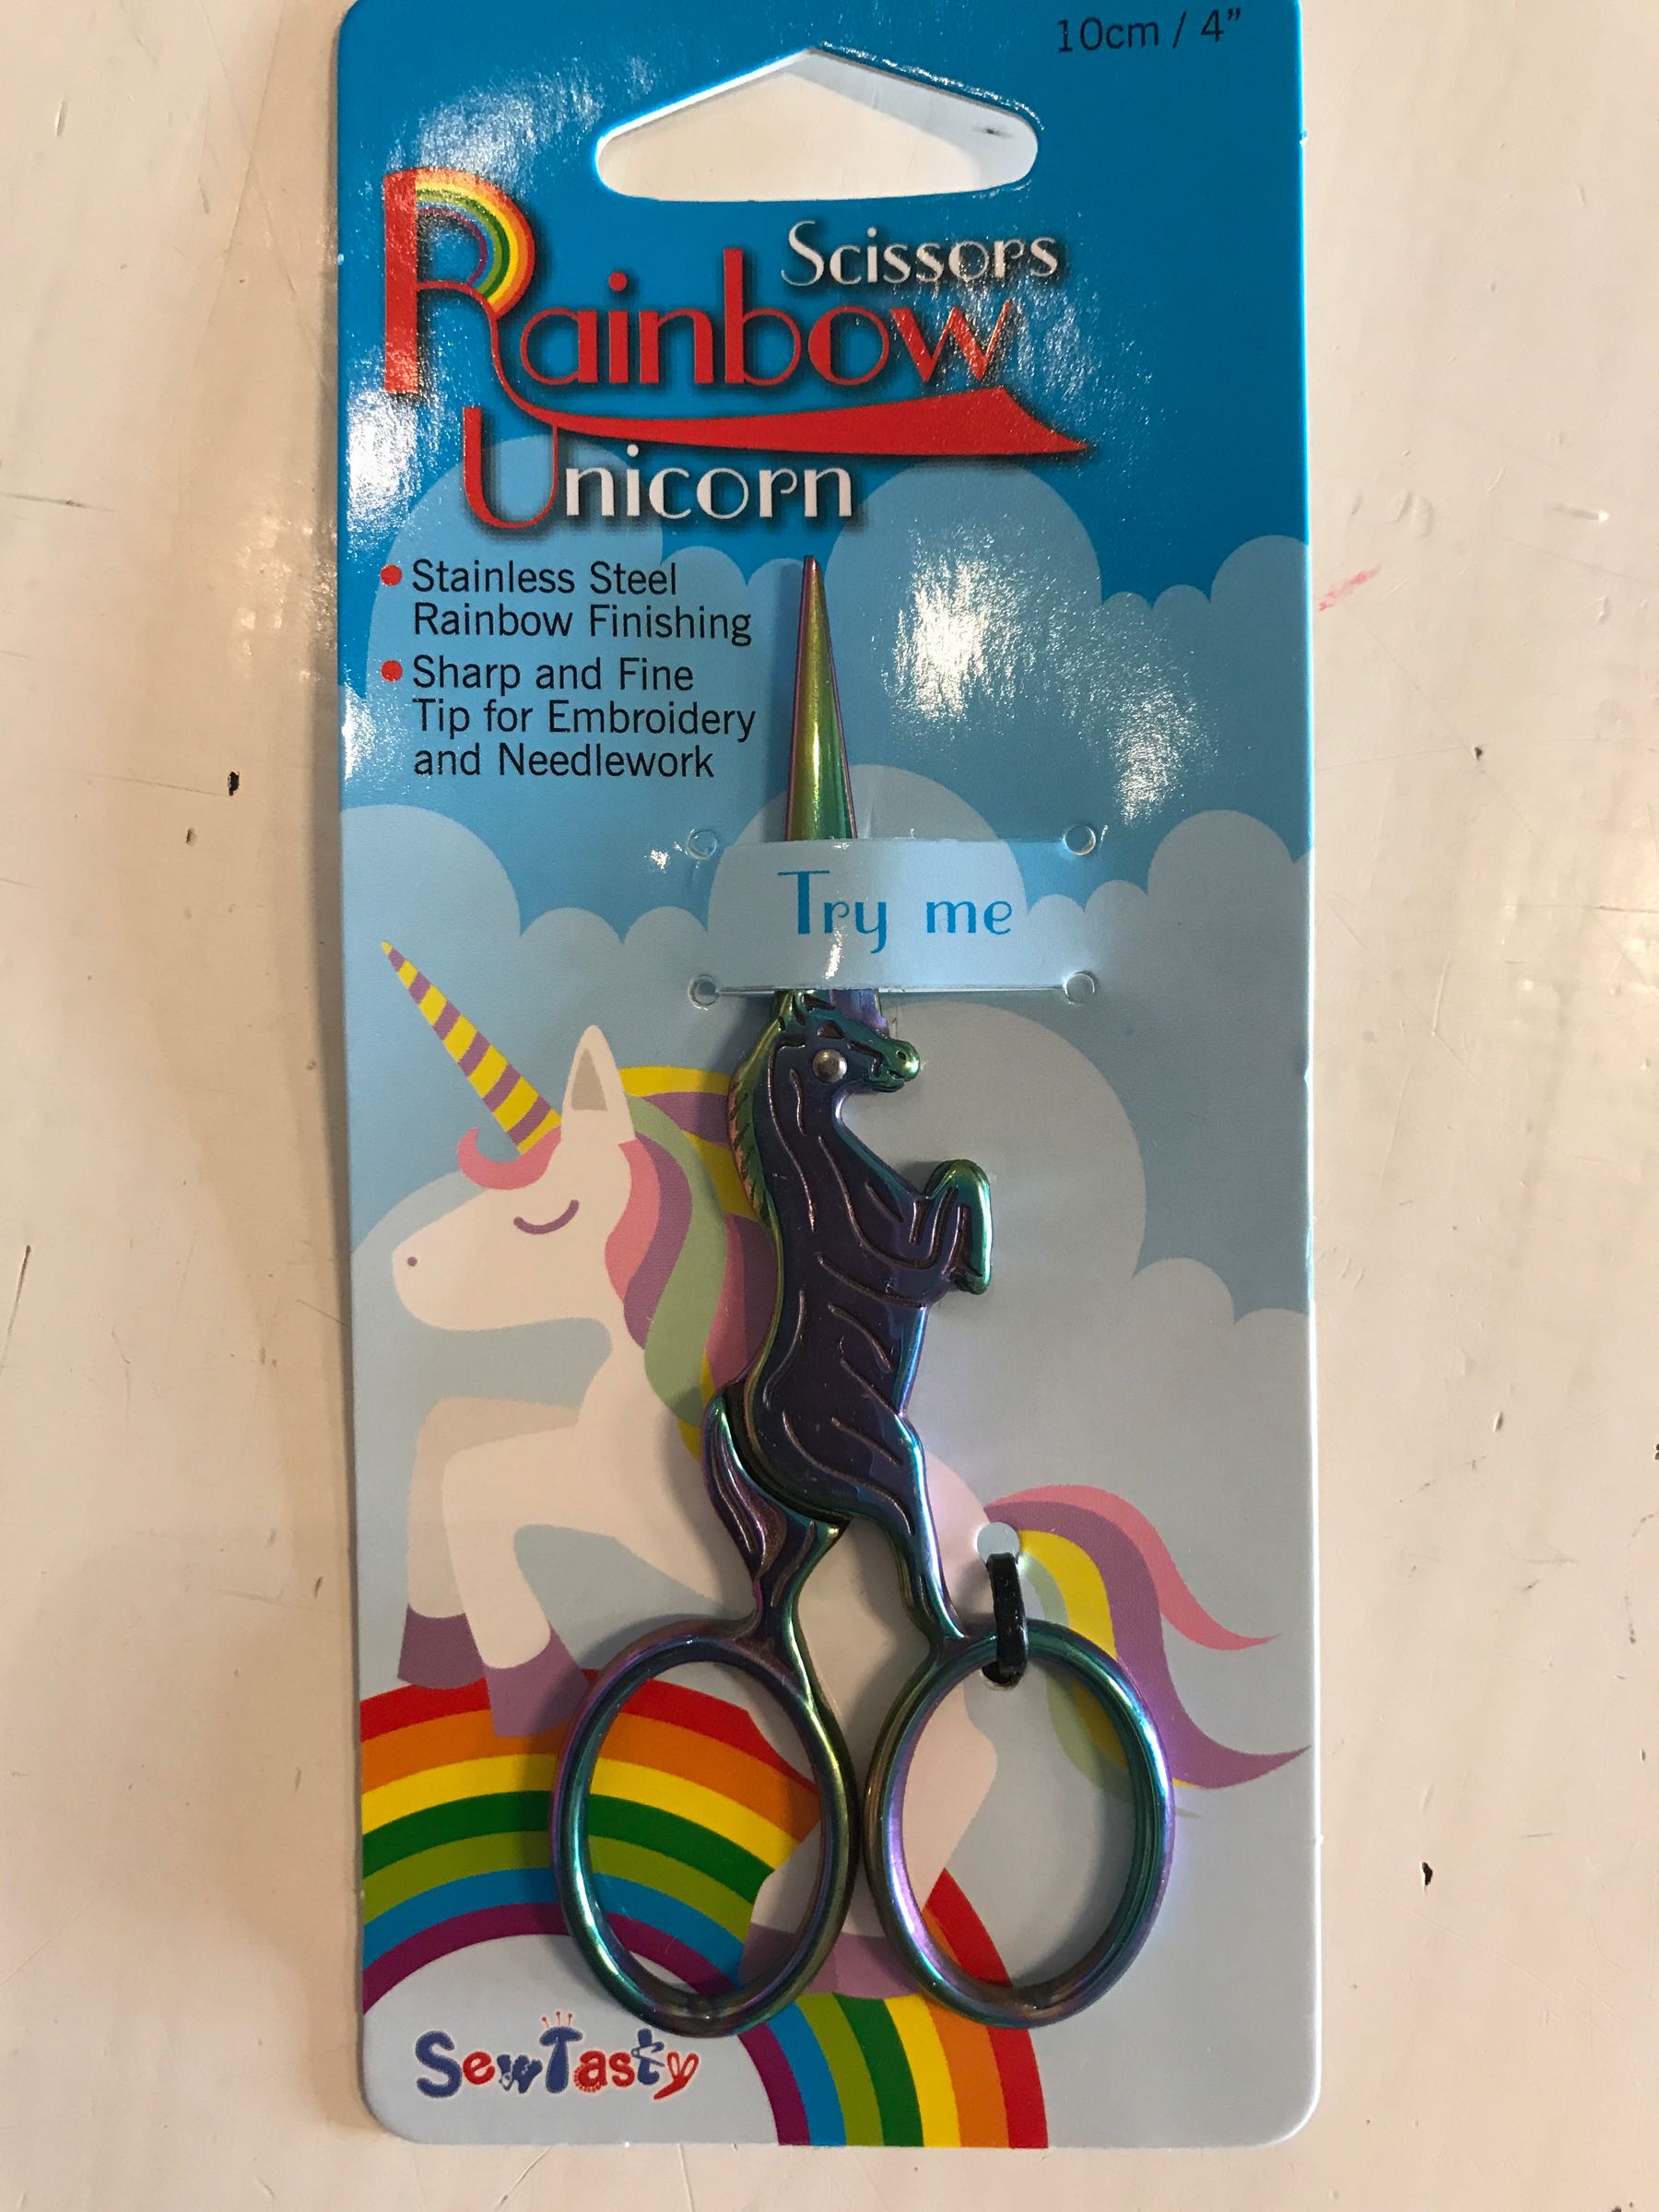 10cm / 4"
Scissors
Rainbow
Unicorn
• Stainless Steel
Rainbow Finishing
• Sharp and Fine
Tip for Embroidery
and Needlework
Try me
SewTasty